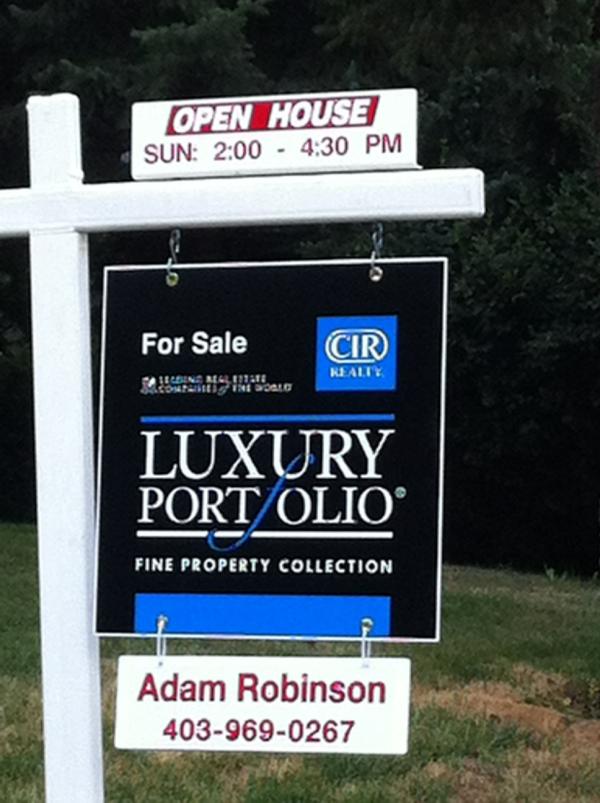 OPEN HOUSE
SUN: 2:00 - 4:30 PM
For Sale
CIR
REALTY
LEADING REAL ESTATE
COMPANIES of THE WORLD
LUXURY
PORTfOLIO®
FINE PROPERTY COLLECTION
Adam Robinson
403-969-0267